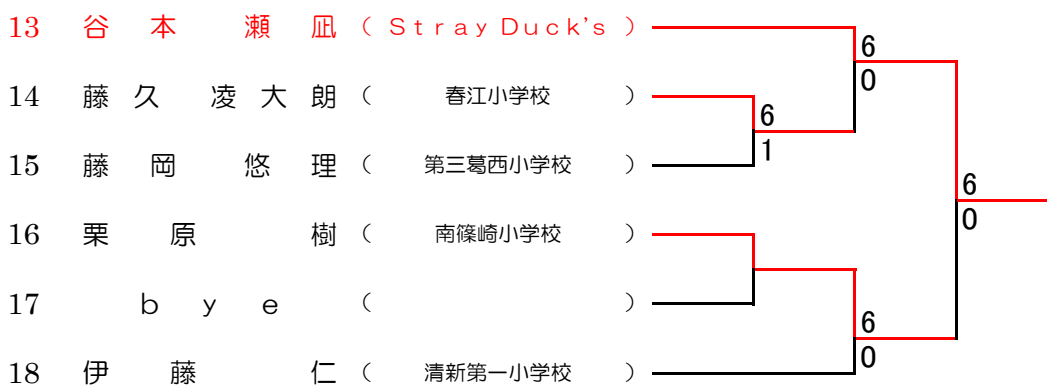 13 谷本 瀬凪 (Stray Duck's)
6
0
14 藤久 凌大朗 (春江小学校)
6
1
15 藤岡 悠理 (第三葛西小学校)
6
0
16 栗原 樹 (南篠崎小学校)
17 bye ( )
6
0
18 伊藤 仁 (清新第一小学校)